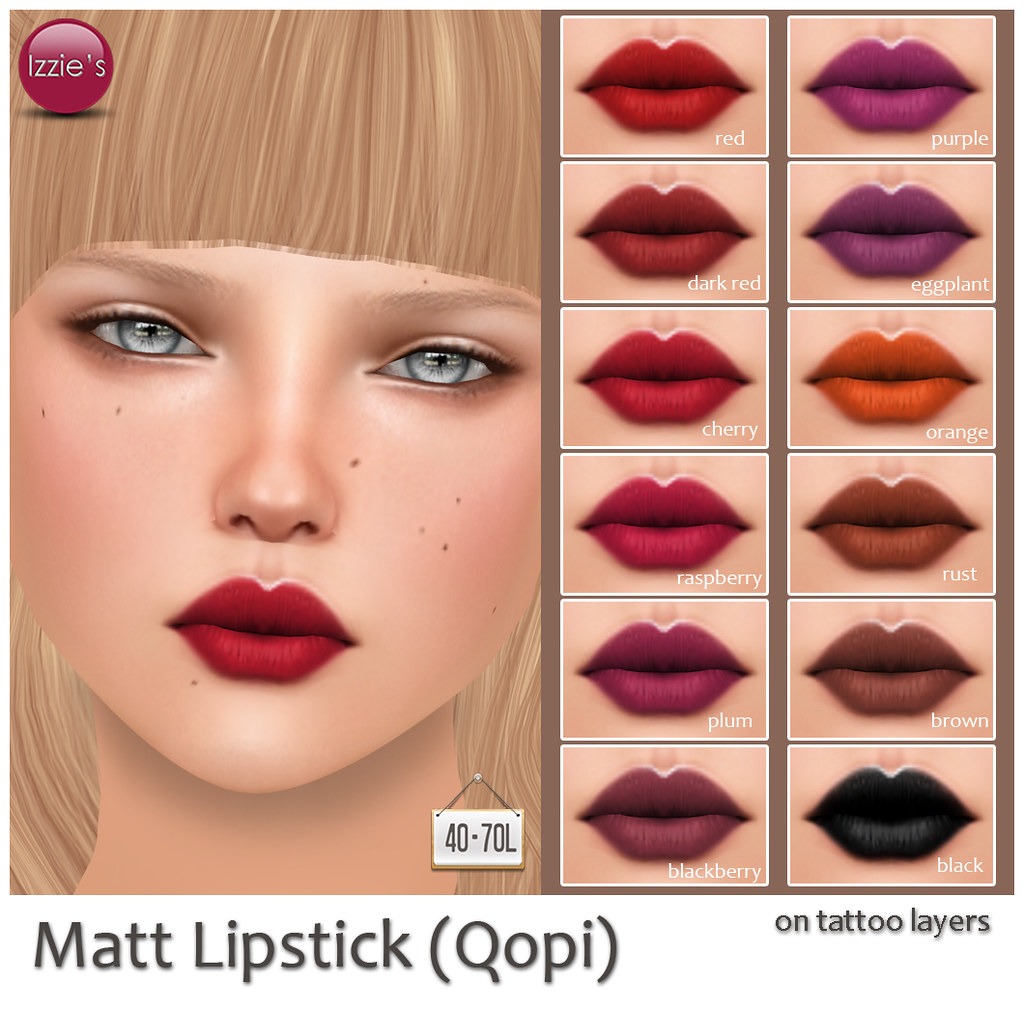 Izzie's
red
purple
dark red
eggplant
cherry
orange
raspberry
rust
plum
brown
blackberry
black
40-70L
Matt Lipstick (Qopi)
on tattoo layers